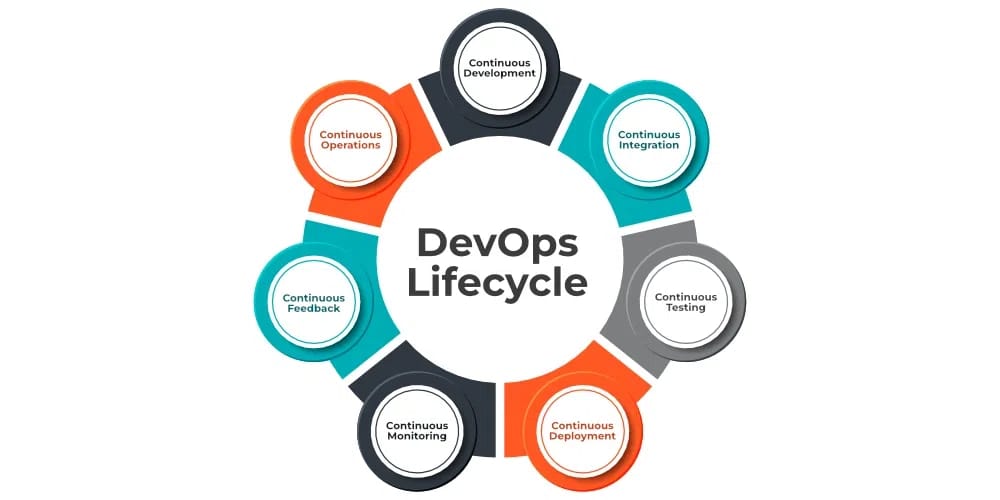 Continuous
Development
Continuous
Integration
Continuous
Testing
Continuous
Deployment
Continuous
Monitoring
Continuous
Feedback
Continuous
Operations
DevOps
Lifecycle